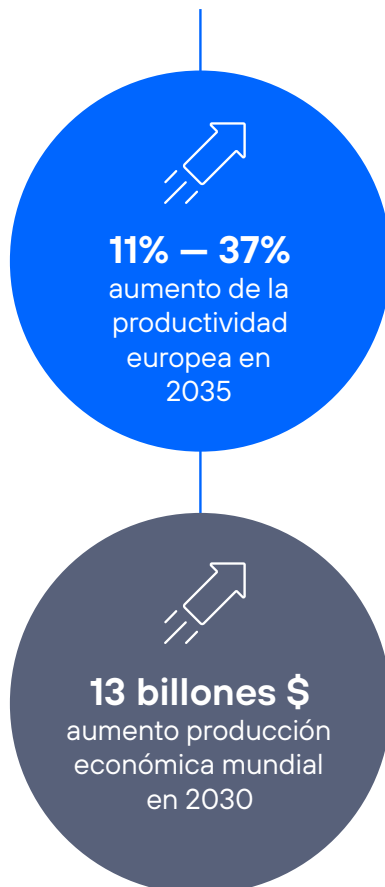 11% — 37%
aumento de la
productividad
europea en
2035
13 billones $
aumento producción
económica mundial
en 2030